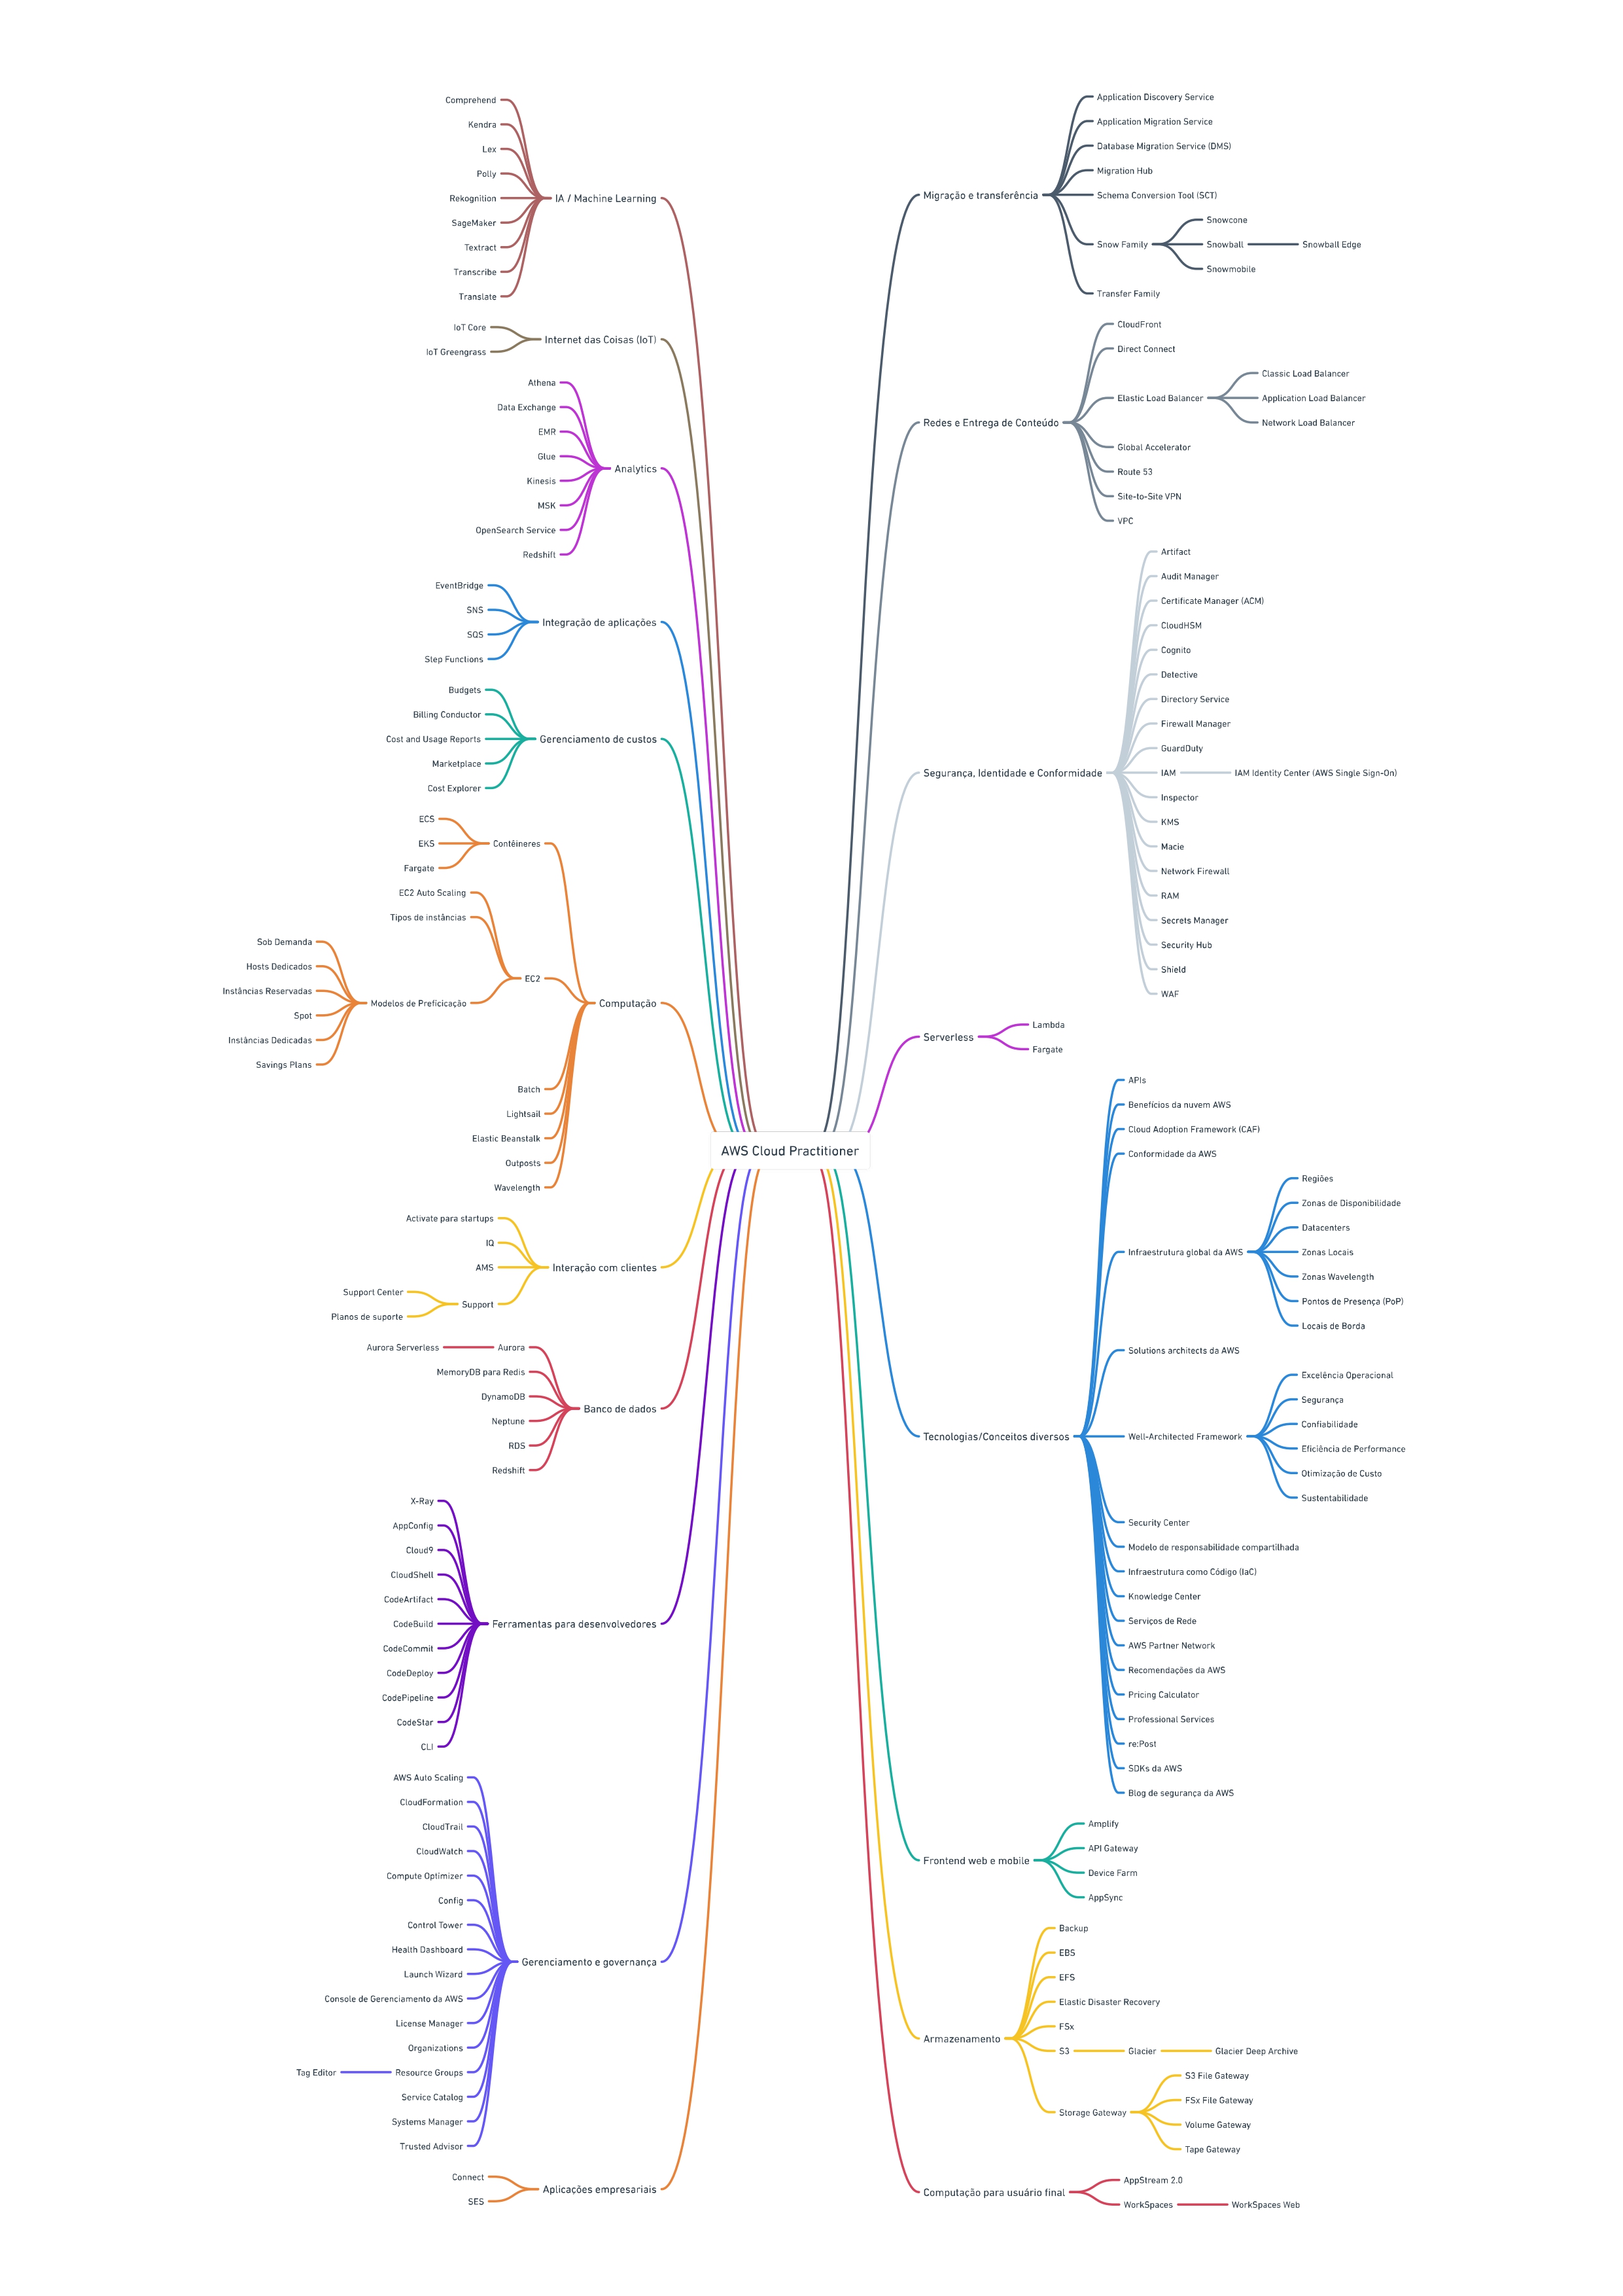 AWS Cloud Practitioner
IA / Machine Learning
Comprehend
Kendra
Lex
Polly
Rekognition
SageMaker
Textract
Transcribe
Translate
Internet das Coisas (IoT)
IoT Core
IoT Greengrass
Analytics
Athena
Data Exchange
EMR
Glue
Kinesis
MSK
OpenSearch Service
Redshift
Integração de aplicações
EventBridge
SNS
SQS
Step Functions
Gerenciamento de custos
Budgets
Billing Conductor
Cost and Usage Reports
Marketplace
Cost Explorer
Computação
Contêineres
ECS
EKS
Fargate
EC2
EC2 Auto Scaling
Tipos de instâncias
Modelos de Preficicação
Sob Demanda
Hosts Dedicados
Instâncias Reservadas
Spot
Instâncias Dedicadas
Savings Plans
Batch
Lightsail
Elastic Beanstalk
Outposts
Wavelength
Interação com clientes
Activate para startups
IQ
AMS
Support
Support Center
Planos de suporte
Banco de dados
Aurora
Aurora Serverless
MemoryDB para Redis
DynamoDB
Neptune
RDS
Redshift
Ferramentas para desenvolvedores
X-Ray
AppConfig
Cloud9
CloudShell
CodeArtifact
CodeBuild
CodeCommit
CodeDeploy
CodePipeline
CodeStar
CLI
Gerenciamento e governança
AWS Auto Scaling
CloudFormation
CloudTrail
CloudWatch
Compute Optimizer
Config
Control Tower
Health Dashboard
Launch Wizard
Console de Gerenciamento da AWS
License Manager
Organizations
Resource Groups
Tag Editor
Service Catalog
Systems Manager
Trusted Advisor
Aplicações empresariais
Connect
SES
Migração e transferência
Application Discovery Service
Application Migration Service
Database Migration Service (DMS)
Migration Hub
Schema Conversion Tool (SCT)
Snow Family
Snowcone
Snowball
Snowball Edge
Snowmobile
Transfer Family
Redes e Entrega de Conteúdo
CloudFront
Direct Connect
Elastic Load Balancer
Classic Load Balancer
Application Load Balancer
Network Load Balancer
Global Accelerator
Route 53
Site-to-Site VPN
VPC
Segurança, Identidade e Conformidade
Artifact
Audit Manager
Certificate Manager (ACM)
CloudHSM
Cognito
Detective
Directory Service
Firewall Manager
GuardDuty
IAM
IAM Identity Center (AWS Single Sign-On)
Inspector
KMS
Macie
Network Firewall
RAM
Secrets Manager
Security Hub
Shield
WAF
Serverless
Lambda
Fargate
Tecnologias/Conceitos diversos
APIs
Benefícios da nuvem AWS
Cloud Adoption Framework (CAF)
Conformidade da AWS
Infraestrutura global da AWS
Regiões
Zonas de Disponibilidade
Datacenters
Zonas Locais
Zonas Wavelength
Pontos de Presença (PoP)
Locais de Borda
Solutions architects da AWS
Well-Architected Framework
Excelência Operacional
Segurança
Confiabilidade
Eficiência de Performance
Otimização de Custo
Sustentabilidade
Security Center
Modelo de responsabilidade compartilhada
Infraestrutura como Código (IaC)
Knowledge Center
Serviços de Rede
AWS Partner Network
Recomendações da AWS
Pricing Calculator
Professional Services
re:Post
SDKs da AWS
Blog de segurança da AWS
Frontend web e mobile
Amplify
API Gateway
Device Farm
AppSync
Armazenamento
Backup
EBS
EFS
Elastic Disaster Recovery
FSx
S3
Glacier
Glacier Deep Archive
Storage Gateway
S3 File Gateway
FSx File Gateway
Volume Gateway
Tape Gateway
Computação para usuário final
AppStream 2.0
WorkSpaces
WorkSpaces Web